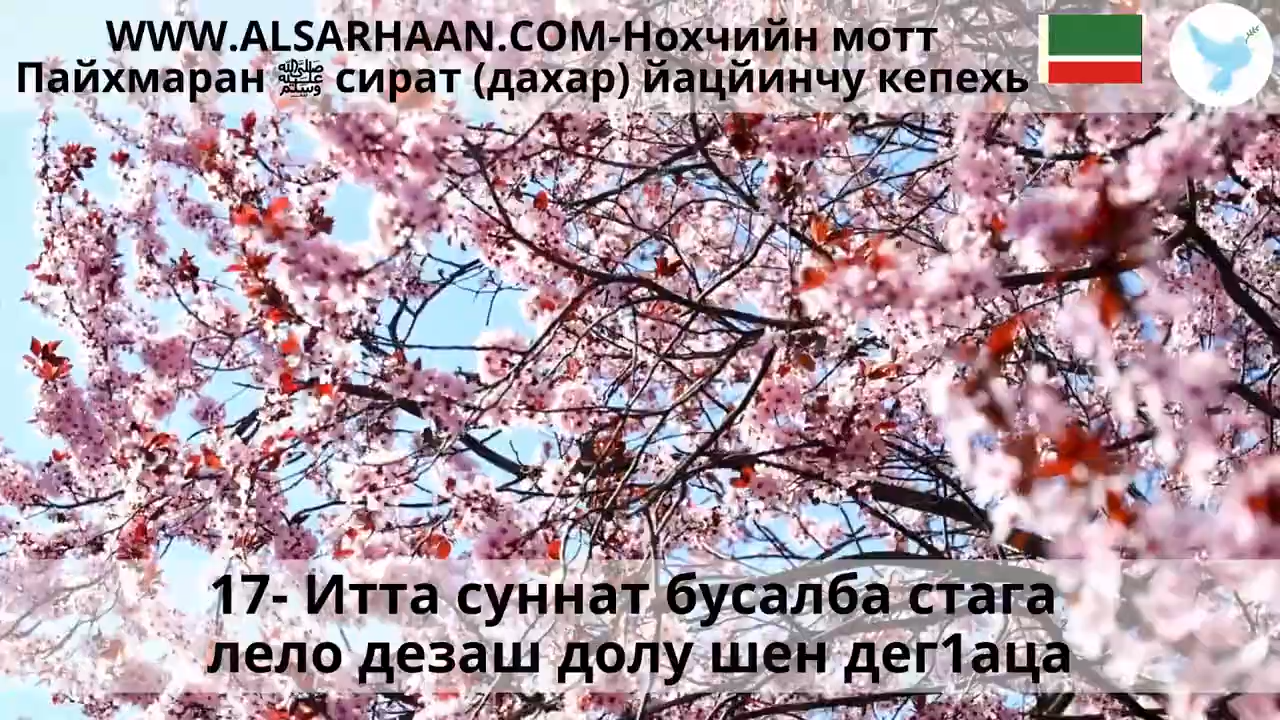 WWW.ALSARHAAN.COM-Нохчийн мотт
Пайхмаран ﷺ сират (дахар) йацйинчу кепехь
17- Итта суннат бусалба стага
лело дезаш долу шен дег1аца